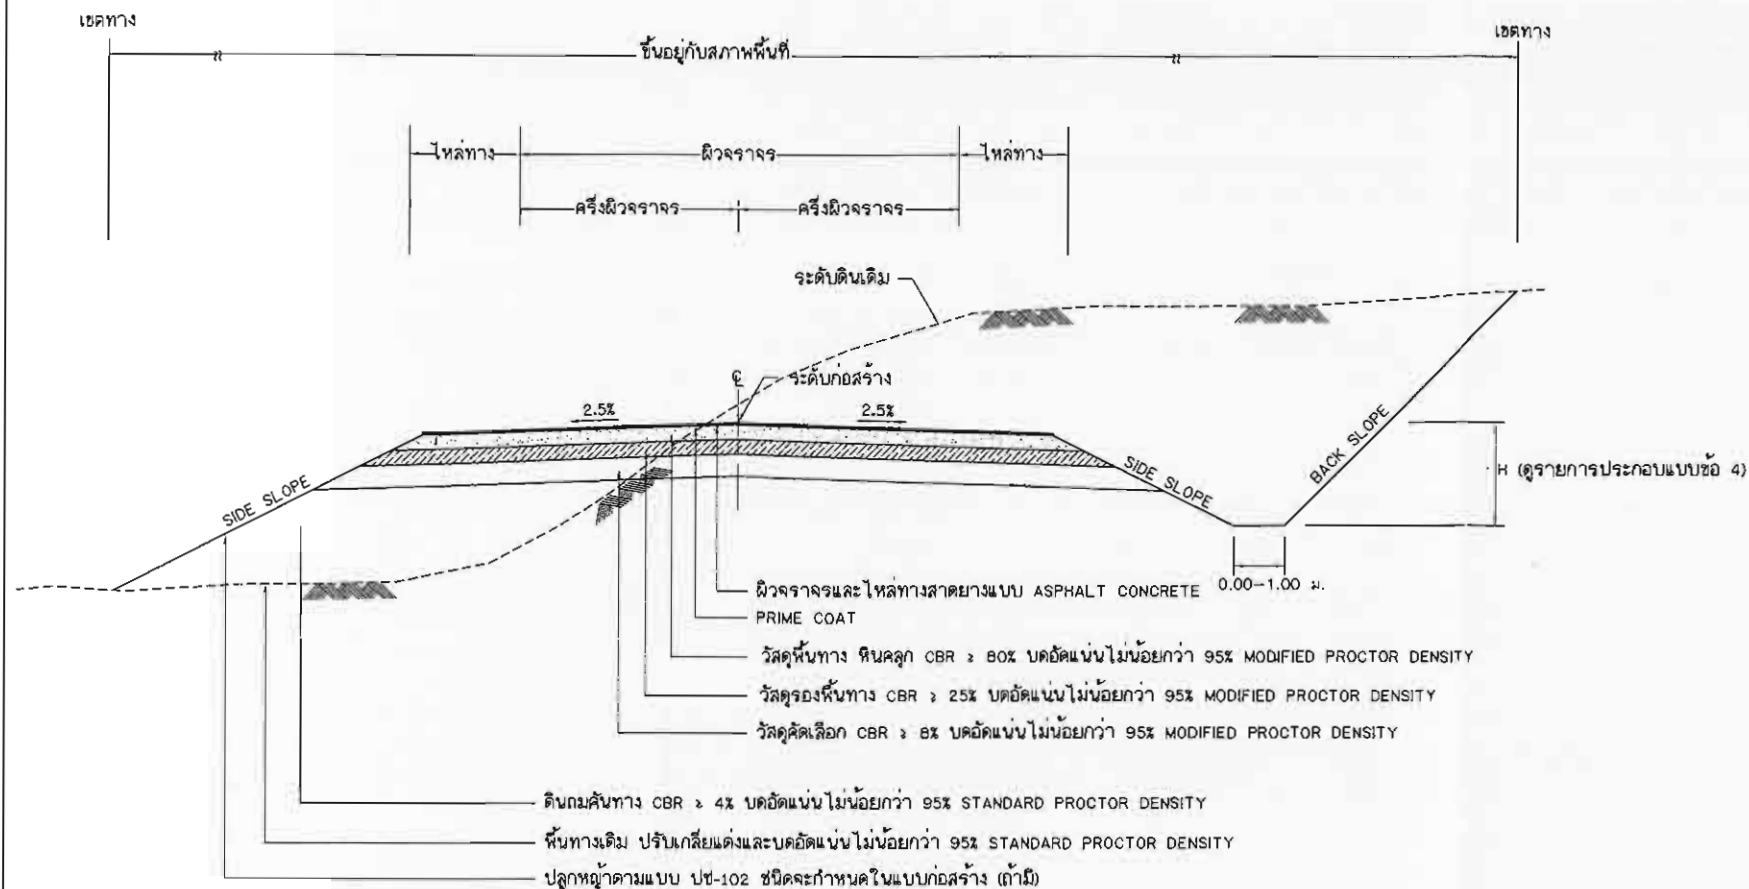 เขตทาง
เขตทาง
ขึ้นอยู่กับสภาพพื้นที่
ไหล่ทาง
ผิวจราจร
ไหล่ทาง
ครึ่งผิวจราจร
ครึ่งผิวจราจร
ระดับดินเดิม
℄
ระดับก่อสร้าง
2.5%
2.5%
SIDE SLOPE
SIDE SLOPE
BACK SLOPE
H (ดูรายการประกอบแบบข้อ 4)
0.00-1.00 ม.
ผิวจราจรและไหล่ทางลาดยางแบบ ASPHALT CONCRETE
PRIME COAT
วัสดุพื้นทาง หินคลุก CBR ≥ 80% บดอัดแน่นไม่น้อยกว่า 95% MODIFIED PROCTOR DENSITY
วัสดุรองพื้นทาง CBR ≥ 25% บดอัดแน่นไม่น้อยกว่า 95% MODIFIED PROCTOR DENSITY
วัสดุคัดเลือก CBR ≥ 8% บดอัดแน่นไม่น้อยกว่า 95% MODIFIED PROCTOR DENSITY
ดินถมคันทาง CBR ≥ 4% บดอัดแน่นไม่น้อยกว่า 95% STANDARD PROCTOR DENSITY
พื้นทางเดิม ปรับเกลี่ยแต่งและบดอัดแน่นไม่น้อยกว่า 95% STANDARD PROCTOR DENSITY
ปลูกหญ้าตามแบบ ปช-102 ชนิดจะกำหนดในแบบก่อสร้าง (ถ้ามี)